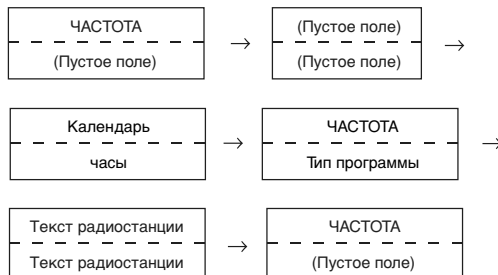 ЧАСТОТА
(Пустое поле)
(Пустое поле)
(Пустое поле)
Календарь
часы
ЧАСТОТА
Тип программы
Текст радиостанции
Текст радиостанции
ЧАСТОТА
(Пустое поле)